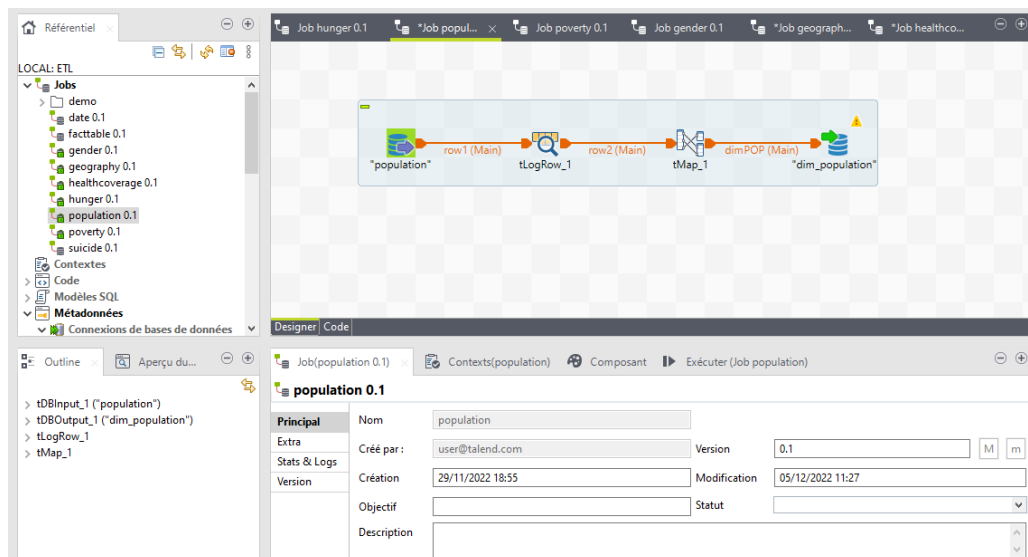 Référentiel
LOCAL: ETL
Jobs
demo
date 0.1
facttable 0.1
gender 0.1
geography 0.1
healthcoverage 0.1
hunger 0.1
population 0.1
poverty 0.1
suicide 0.1
Contextes
Code
Modèles SQL
Métadonnées
Connexions de bases de données
Job hunger 0.1
*Job popul...
Job poverty 0.1
Job gender 0.1
*Job geograph...
*Job healthco...
row1 (Main)
row2 (Main)
dimPOP (Main)
"population"
tLogRow_1
tMap_1
"dim_population"
Designer
Code
Outline
Aperçu du...
tDBInput_1 ("population")
tDBOutput_1 ("dim_population")
tLogRow_1
tMap_1
Job(population 0.1)
Contexts(population)
Composant
Exécuter (Job population)
population 0.1
Principal
Extra
Stats & Logs
Version
Nom
population
Créé par :
user@talend.com
Version
0.1
M
m
Création
29/11/2022 18:55
Modification
05/12/2022 11:27
Objectif
Statut
Description